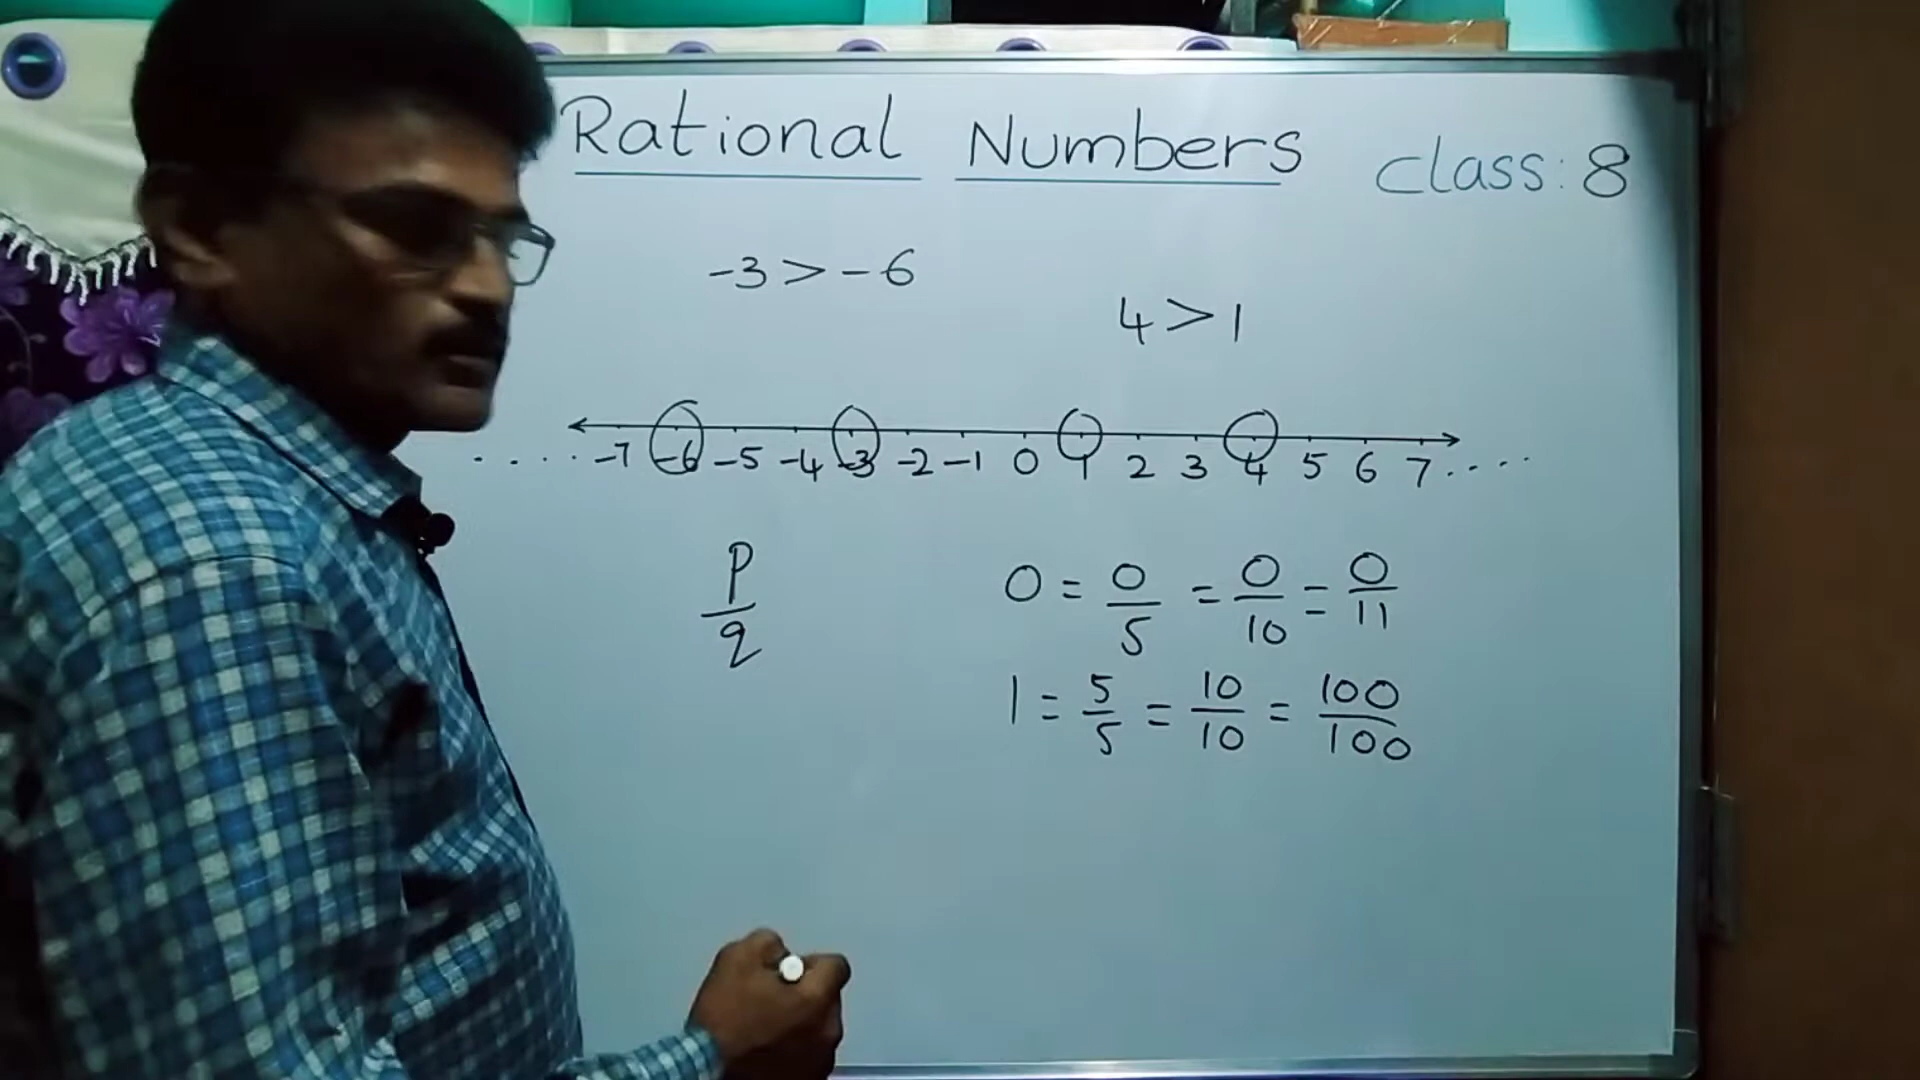 Rational Numbers class: 8
-3 > -6
4 > 1
.... -7 -6 -5 -4 -3 -2 -1 0 1 2 3 4 5 6 7 ....
p/q
0 = 0/5 = 0/10 = 0/11
1 = 5/5 = 10/10 = 100/100